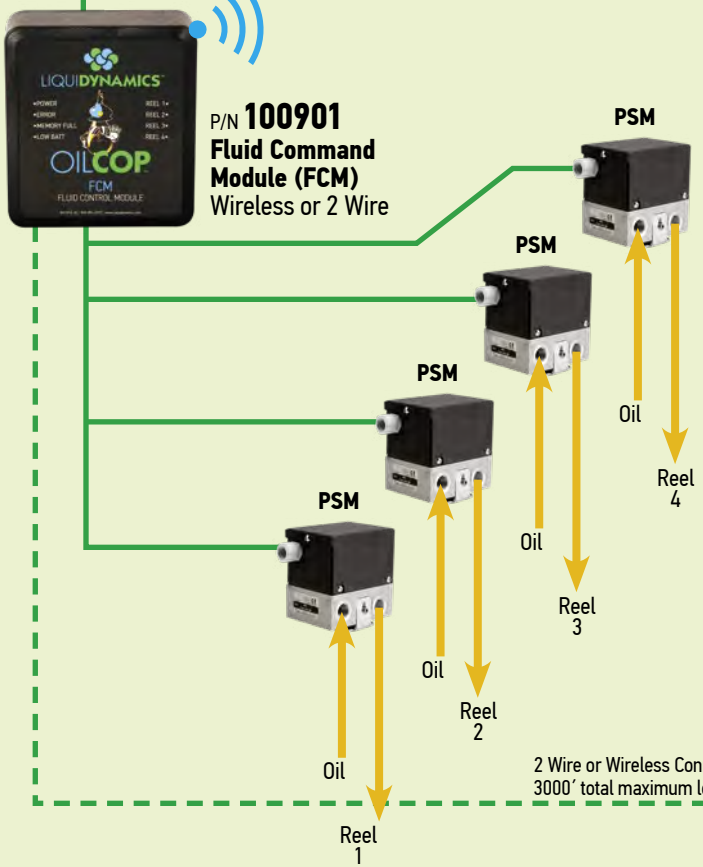 LIQUIDYNAMICS
•POWER REEL 1•
•ERROR REEL 2•
•MEMORY FULL REEL 3•
•LOW BATT REEL 4•
OILCOP
FCM
FLUID CONTROL MODULE
P/N 100901
Fluid Command
Module (FCM)
Wireless or 2 Wire
PSM
Oil
Reel
4
PSM
Oil
Reel
3
PSM
Oil
Reel
2
PSM
Oil
Reel
1
2 Wire or Wireless Con
3000´ total maximum l